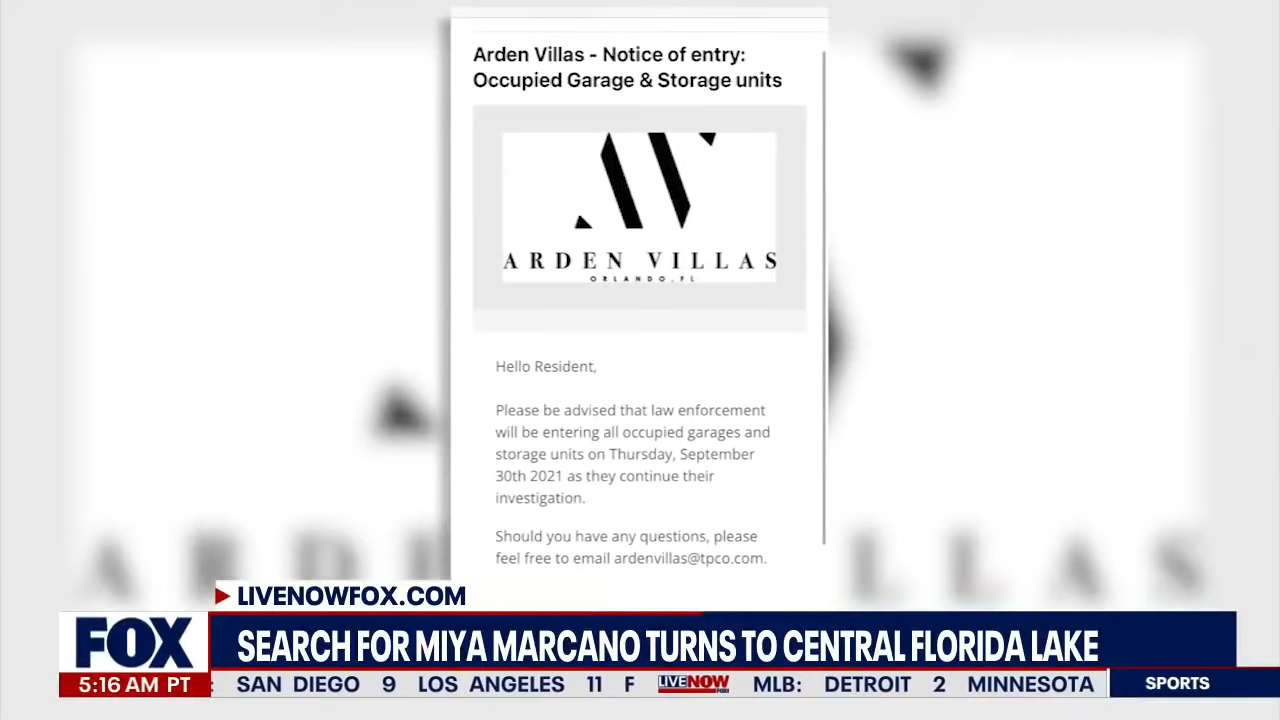 Arden Villas - Notice of entry:
Occupied Garage & Storage units
AV
ARDEN VILLAS
ORLANDO, FL
Hello Resident,
Please be advised that law enforcement
will be entering all occupied garages and
storage units on Thursday, September
30th 2021 as they continue their
investigation.
Should you have any questions, please
feel free to email ardenvillas@tpco.com.
ARD
ILLAS
LIVENOWFOX.COM
FOX
SEARCH FOR MIYA MARCANO TURNS TO CENTRAL FLORIDA LAKE
5:16 AM PT
: SAN DIEGO 9 LOS ANGELES 11 F LIVENOW FOX MLB: DETROIT 2 MINNESOTA
SPORTS